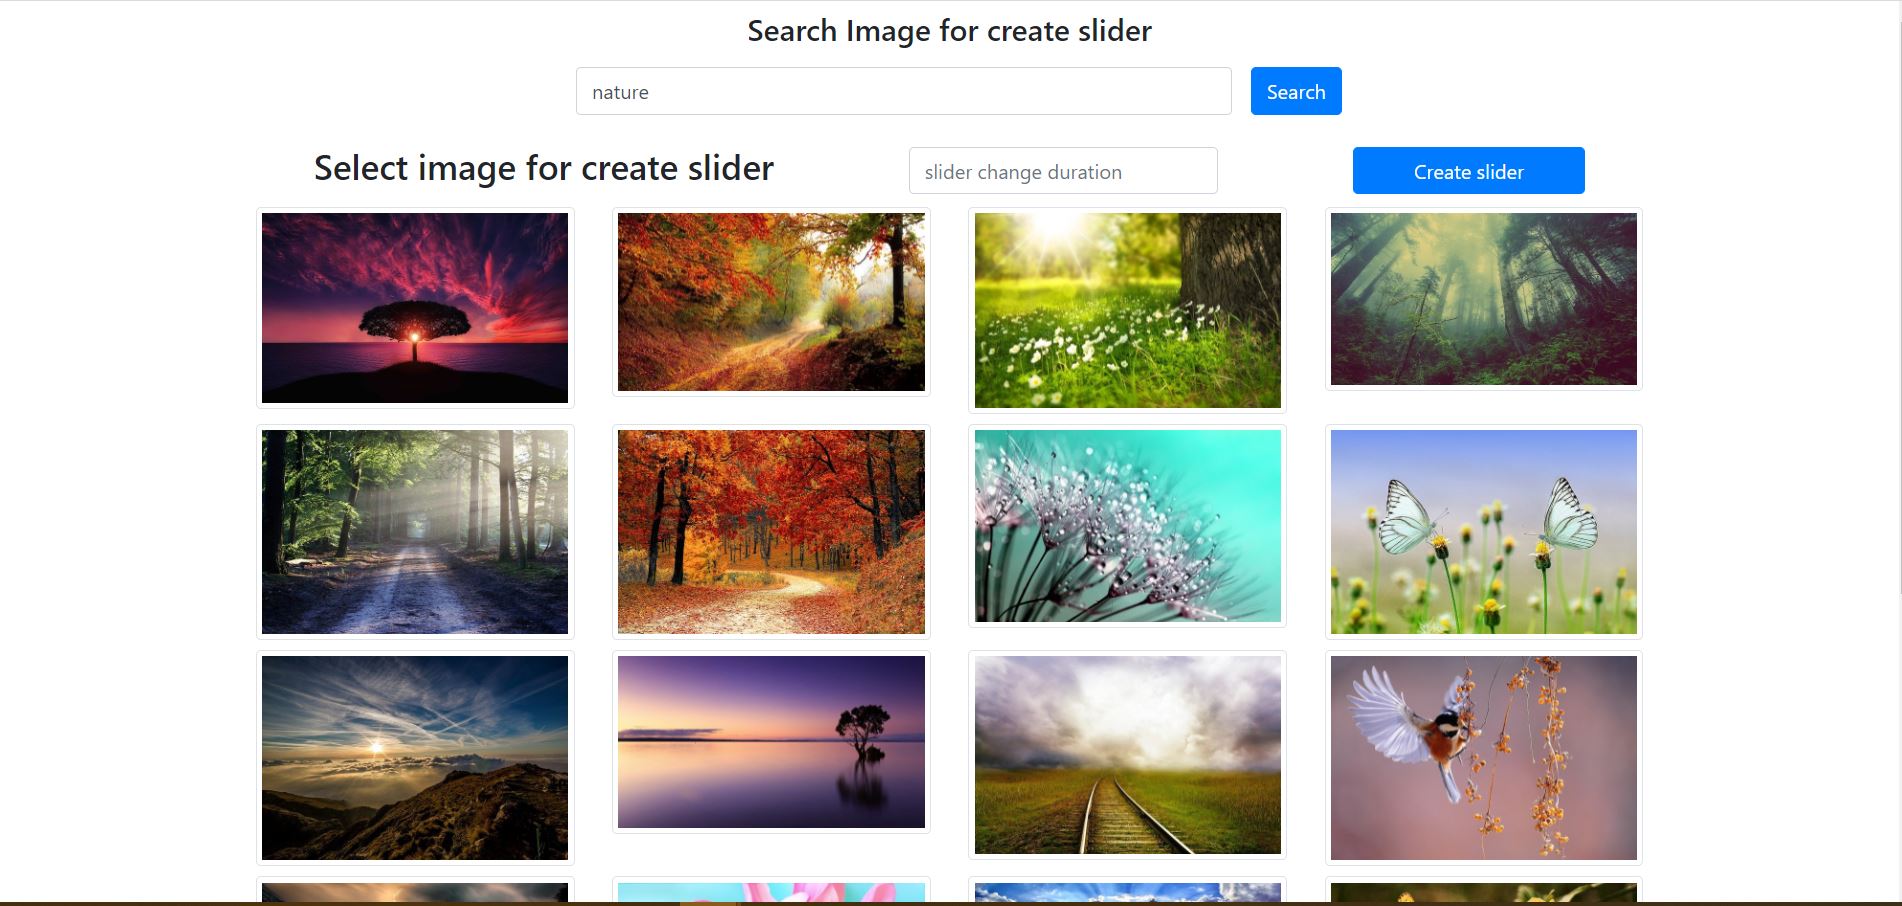 Search Image for create slider
nature
Search
Select image for create slider
slider change duration
Create slider